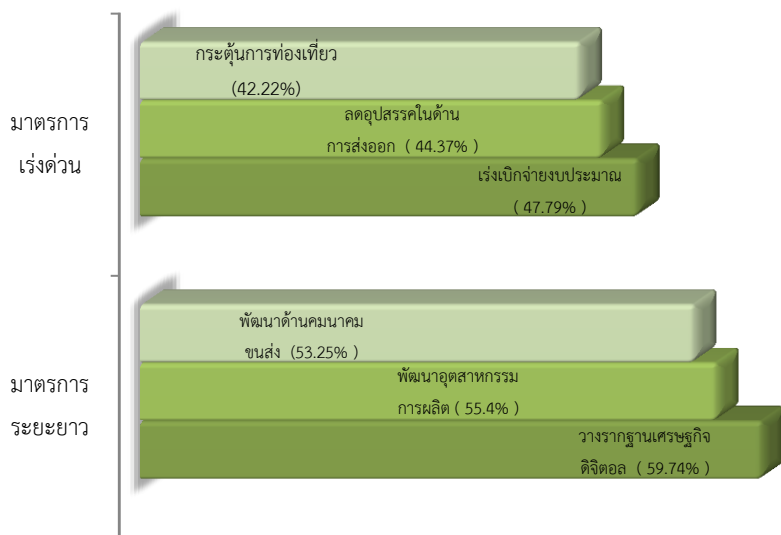 กระตุ้นการท่องเที่ยว
(42.22%)
มาตรการ
เร่งด่วน
ลดอุปสรรคในด้าน
การส่งออก ( 44.37% )
เร่งเบิกจ่ายงบประมาณ
( 47.79% )
พัฒนาด้านคมนาคม
ขนส่ง (53.25% )
มาตรการ
ระยะยาว
พัฒนาอุตสาหกรรม
การผลิต ( 55.4% )
วางรากฐานเศรษฐกิจ
ดิจิตอล ( 59.74% )